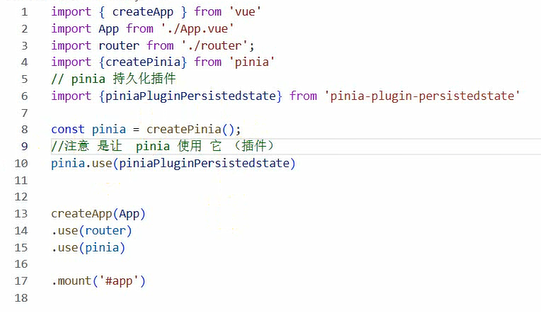 1 import { createApp } from 'vue'
2 import App from './App.vue'
3 import router from './router';
4 import {createPinia} from 'pinia'
5 // pinia 持久化插件
6 import {piniaPluginPersistedstate} from 'pinia-plugin-persistedstate'
7
8 const pinia = createPinia();
9 //注意 是让 pinia 使用 它 （插件）
10 pinia.use(piniaPluginPersistedstate)
11
12
13 createApp(App)
14 .use(router)
15 .use(pinia)
16
17 .mount('#app')
18